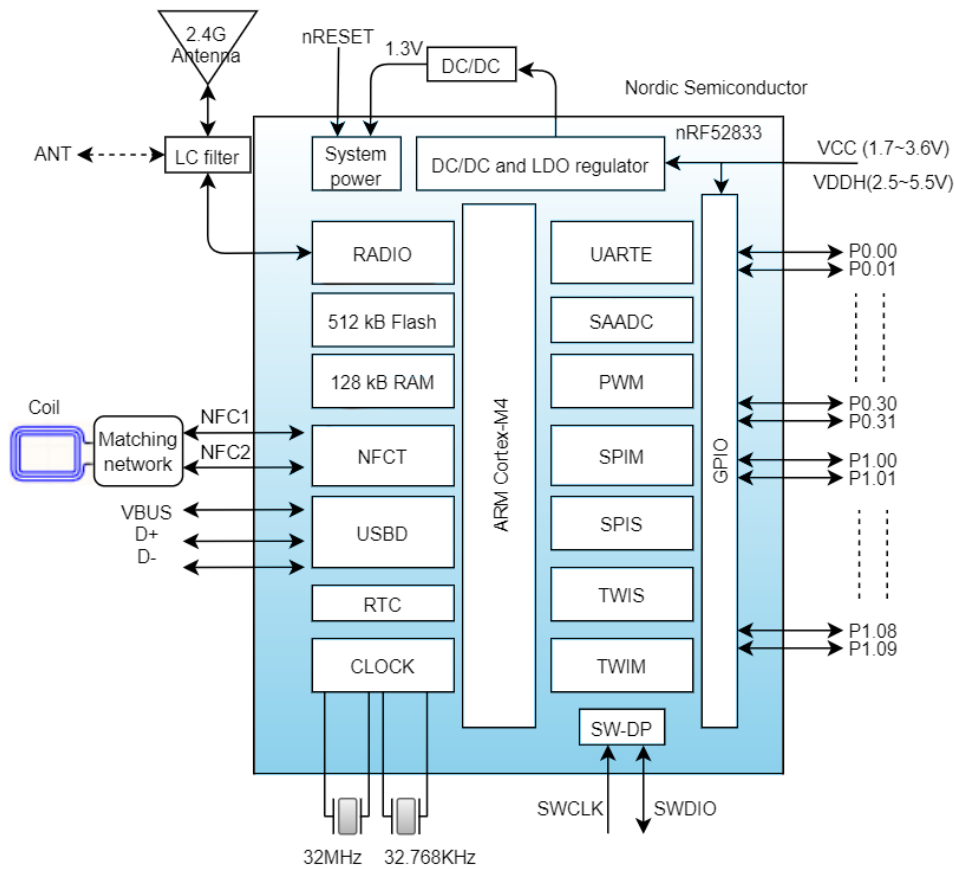 2.4G
Antenna
nRESET
1.3V
DC/DC
Nordic Semiconductor
nRF52833
ANT
LC filter
System
power
DC/DC and LDO regulator
VCC (1.7~3.6V)
VDDH(2.5~5.5V)
RADIO
512 kB Flash
128 kB RAM
Coil
Matching
network
NFC1
NFC2
NFCT
VBUS
D+
D-
USBD
RTC
CLOCK
ARM Cortex-M4
UARTE
SAADC
PWM
SPIM
SPIS
TWIS
TWIM
SW-DP
GPIO
P0.00
P0.01
P0.30
P0.31
P1.00
P1.01
P1.08
P1.09
SWCLK
SWDIO
32MHz
32.768KHz